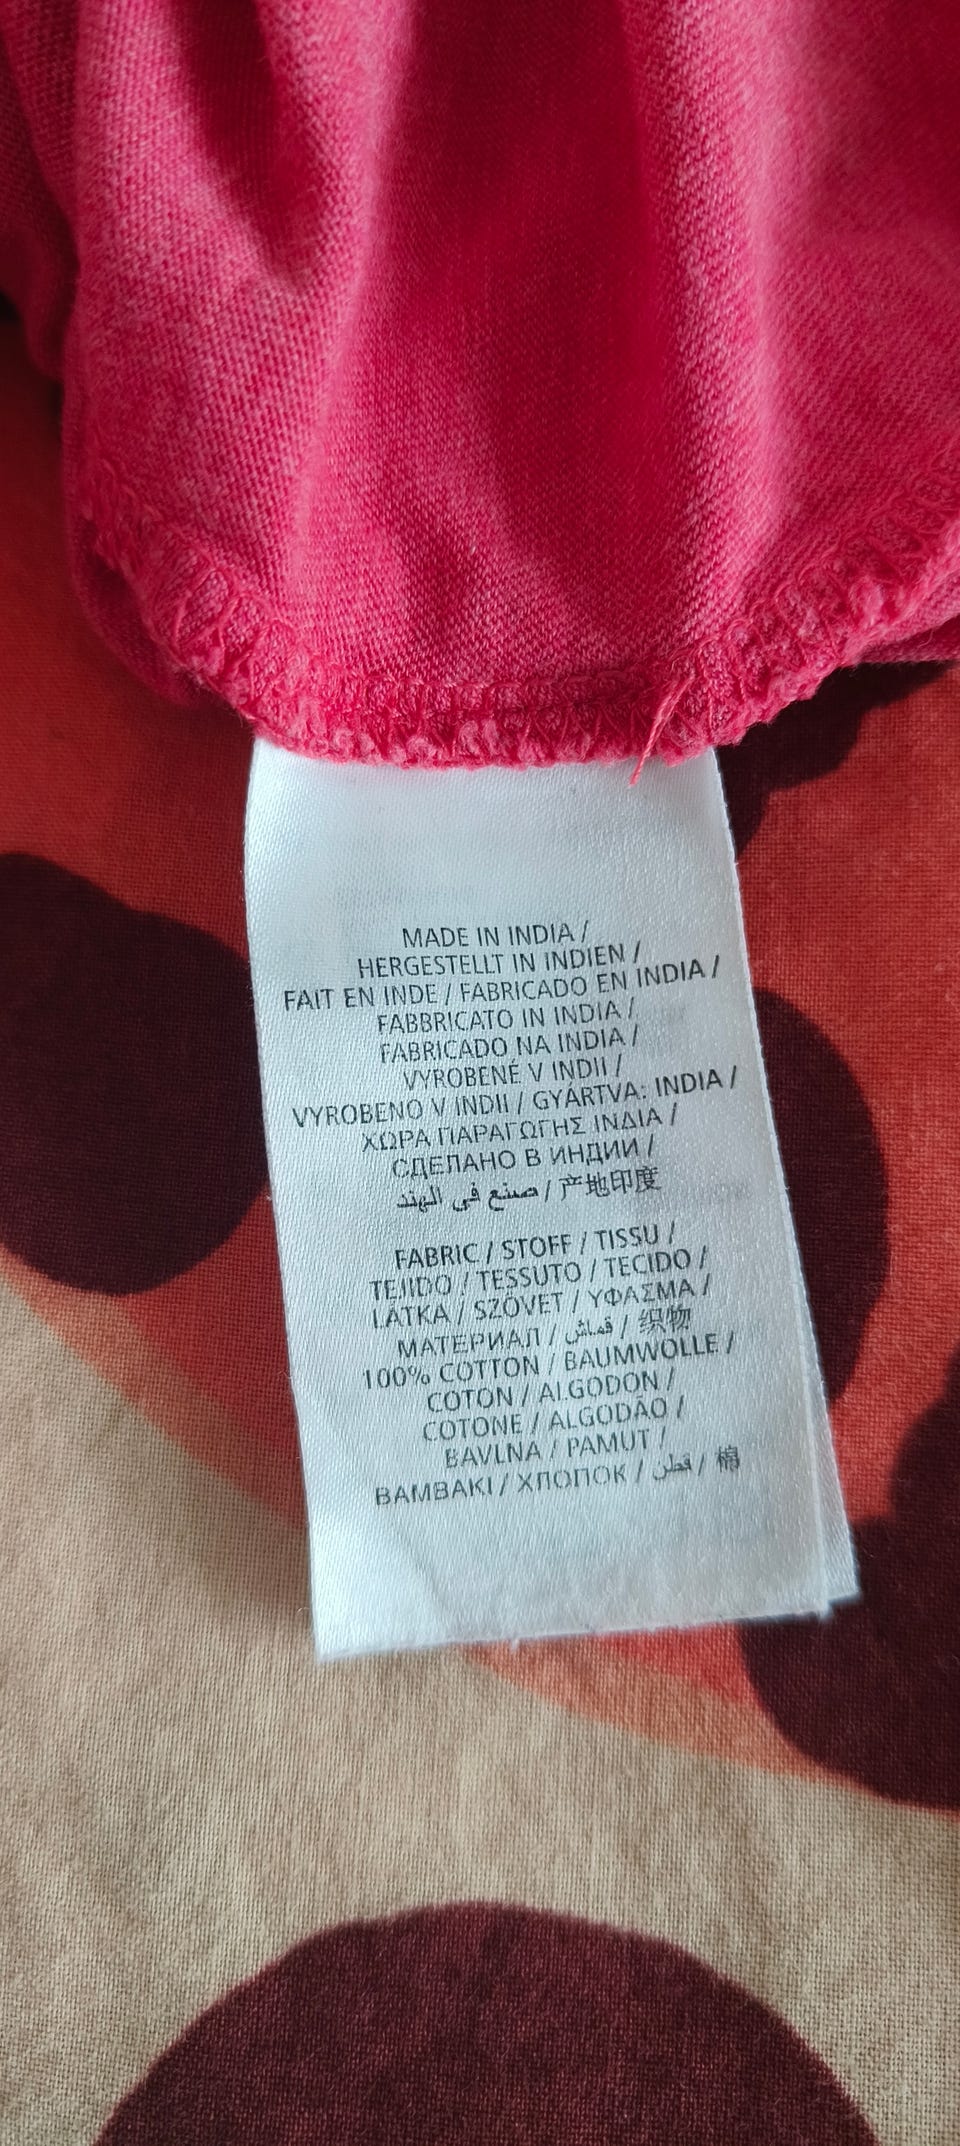 MADE IN INDIA /
HERGESTELLT IN INDIEN /
FAIT EN INDE / FABRICADO EN INDIA /
FABBRICATO IN INDIA /
FABRICADO NA INDIA /
VYROBENÉ V INDII /
VYROBENO V INDII / GYÁRTVA: INDIA /
ΧΩΡΑ ΠΑΡΑΓΩΓΗΣ ΙΝΔΙΑ /
СДЕЛАНО В ИНДИИ /
صنع في الهند / 产地印度
FABRIC / STOFF / TISSU /
TEJIDO / TESSUTO / TECIDO /
LÁTKA / SZÖVET / ΥΦΑΣΜΑ /
МАТЕРИАЛ / قماش / 织物
100% COTTON / BAUMWOLLE /
COTON / ALGODON /
COTONE / ALGODÃO /
BAVLNA / PAMUT /
BAMBAKI / ХЛОПОК / قطن / 棉